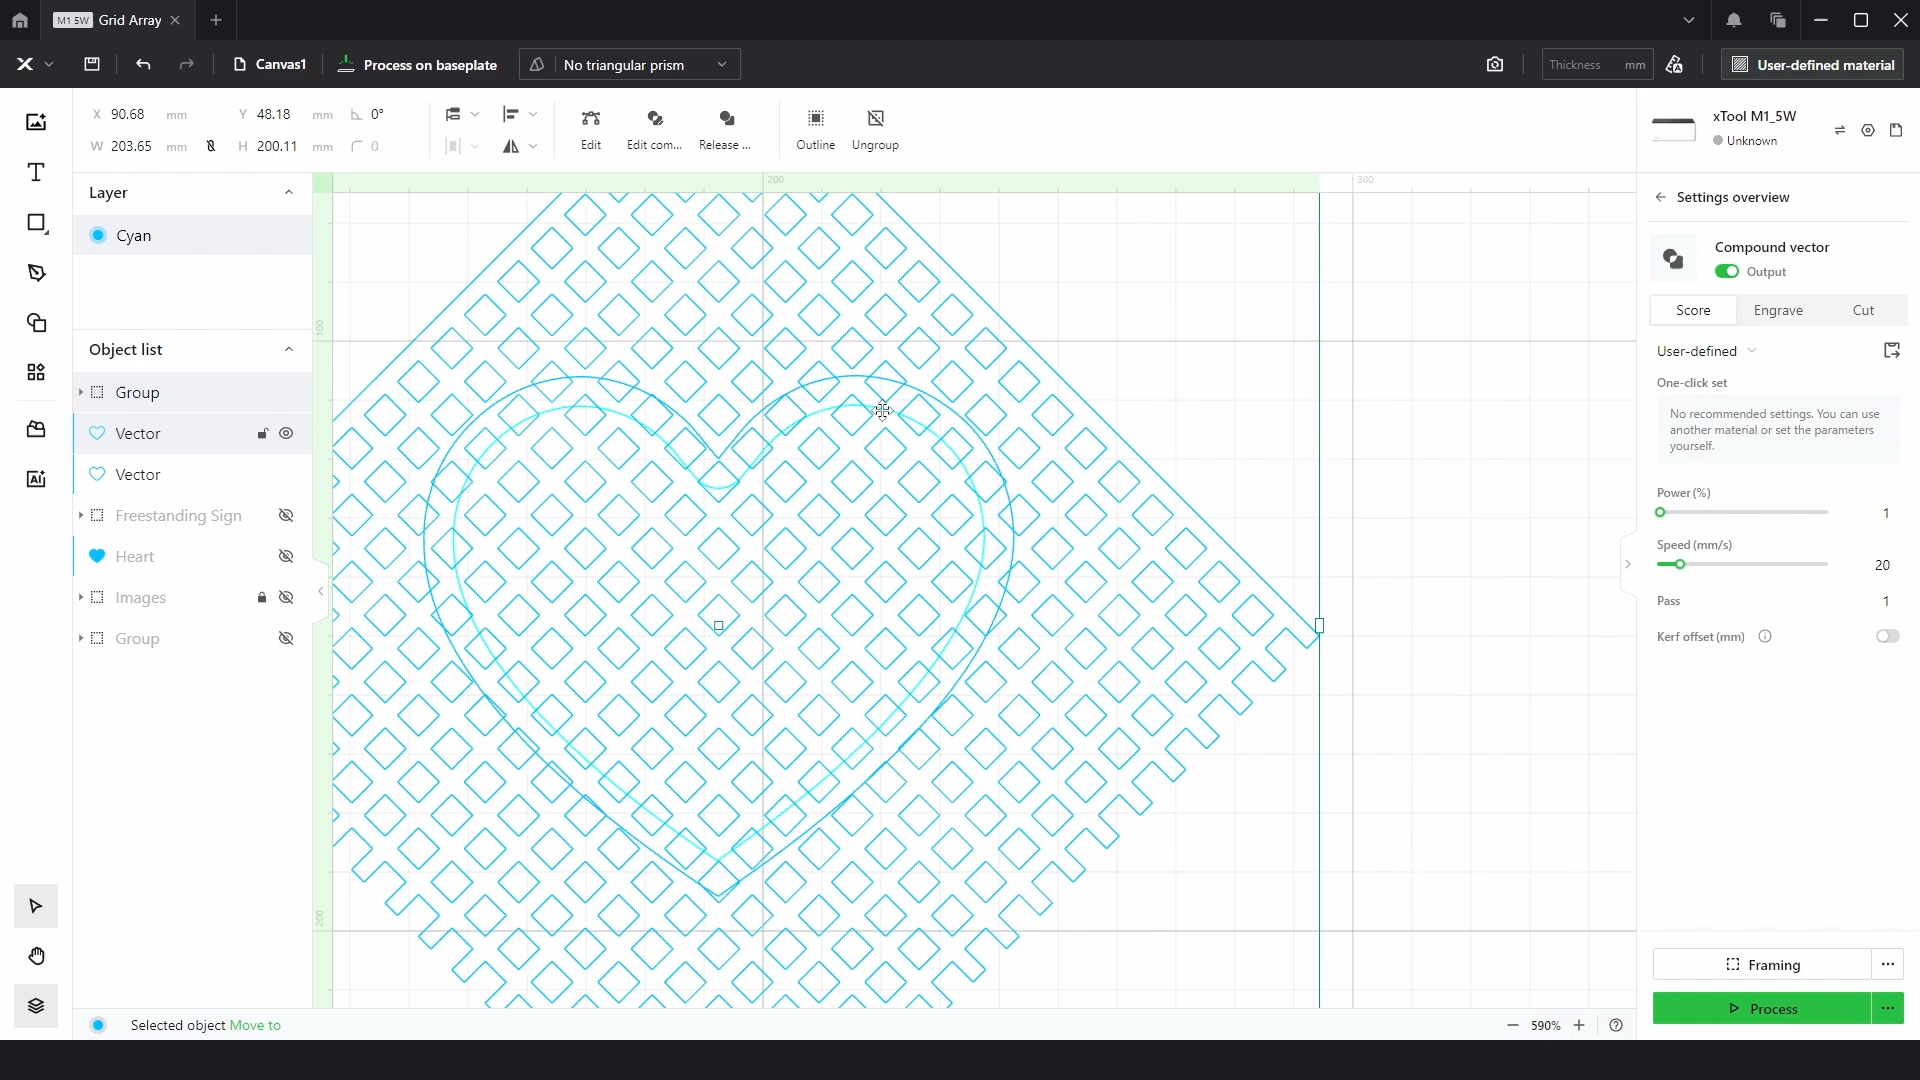 M1 5W Grid Array
Canvas1
Process on baseplate
No triangular prism
Thickness mm
User-defined material
X 90.68 mm
Y 48.18 mm
0°
W 203.65 mm
H 200.11 mm
0
Edit
Edit com...
Release ...
Outline
Ungroup
xTool M1_5W
Unknown
Layer
Cyan
Object list
Group
Vector
Vector
Freestanding Sign
Heart
Images
Group
200
300
100
200
Settings overview
Compound vector
Output
Score
Engrave
Cut
User-defined
One-click set
No recommended settings. You can use
another material or set the parameters
yourself.
Power (%)
1
Speed (mm/s)
20
Pass
1
Kerf offset (mm)
Framing
Process
Selected object Move to
590%
AI